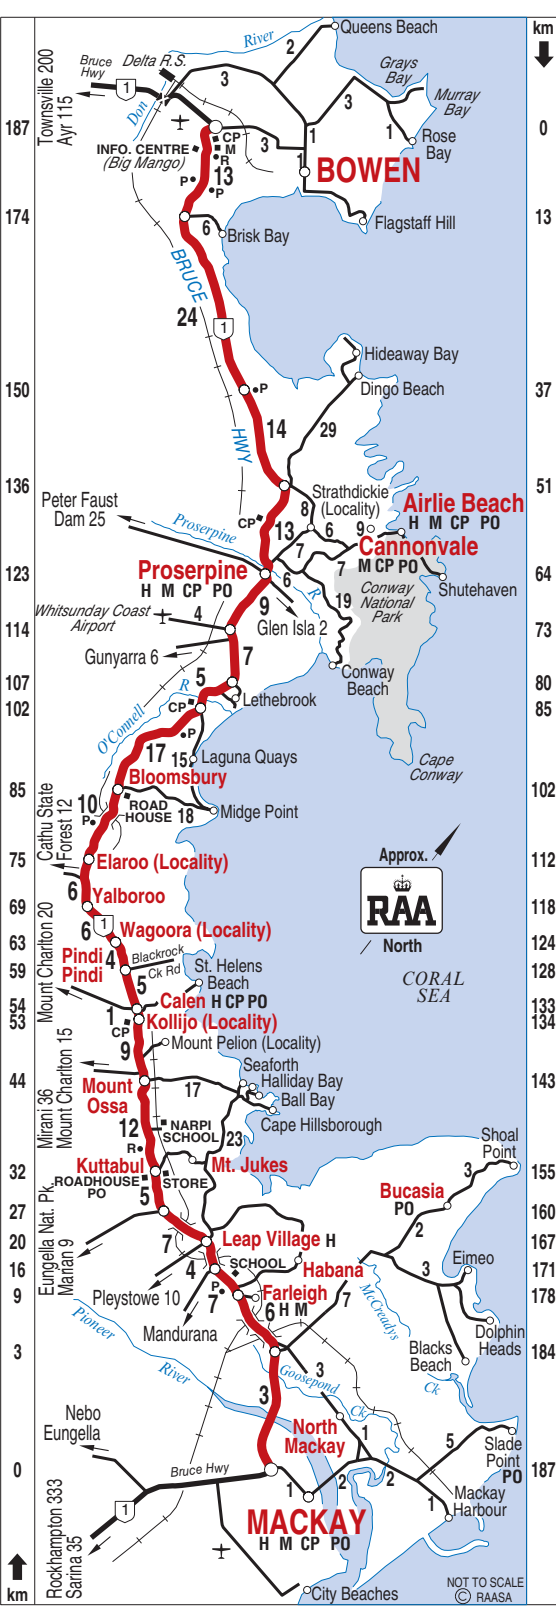 km
Queens Beach
River
2
Townsville 200
Ayr 115
Bruce
Hwy
1
Delta R.S.
3
Grays
Bay
3
Murray
Bay
Don
187
0
1
1
Rose
Bay
INFO. CENTRE
(Big Mango)
CP
M
R
3
1
BOWEN
P
13
P
174
13
6
Brisk Bay
Flagstaff Hill
BRUCE
24
1
Hideaway Bay
Dingo Beach
150
P
37
HWY
14
29
136
51
Strathdickie
(Locality)
Airlie Beach
H M CP PO
Peter Faust
Dam 25
Proserpine
CP
13
8
6
9
7
Cannonvale
M CP PO
7
Proserpine
H M CP PO
123
6
64
Shutehaven
Conway
National
Park
R
19
9
Glen Isla 2
Whitsunday Coast
Airport
4
114
73
Gunyarra 6
7
Conway
Beach
107
5
80
102
R
CP
Lethebrook
85
O'Connell
P
17
15
Laguna Quays
Cape
Conway
Bloomsbury
85
102
ROAD
HOUSE
18
Midge Point
Cathu State
Forest 12
10
P
Approx.
75
Elaroo (Locality)
112
RAA
6
Yalboroo
69
118
6
1
Wagoora (Locality)
North
63
124
Pindi
Pindi
4
Blackrock
Ck Rd
59
128
CORAL
SEA
Mount Charlton 20
5
St. Helens
Beach
54
Calen H CP PO
133
53
1
CP
Kollijo (Locality)
134
9
Mount Pelion (Locality)
Mirani 36
Mount Charlton 15
Seaforth
44
17
Halliday Bay
143
Mount
Ossa
Ball Bay
Cape Hillsborough
12
NARPI
SCHOOL
23
R
Shoal
Point
Kuttabul
Mt. Jukes
32
3
155
ROADHOUSE
PO
STORE
Bucasia
PO
5
Eungella Nat. Pk.
Marian 9
27
160
2
7
20
Leap Village H
167
16
4
SCHOOL
Habana
3
Eimeo
171
Pleystowe 10
P
9
7
Farleigh
H M
6
7
McCreadys
178
Mandurana
Dolphin
Heads
Pioneer
Blacks
Beach
3
184
River
3
Goosepond
Ck
Ck
3
Nebo
Eungella
North
Mackay
1
5
Slade
Point
PO
0
Bruce Hwy
187
1
2
2
1
Mackay
Harbour
Rockhampton 333
Sarina 35
1
MACKAY
H M CP PO
City Beaches
NOT TO SCALE
© RAASA
km